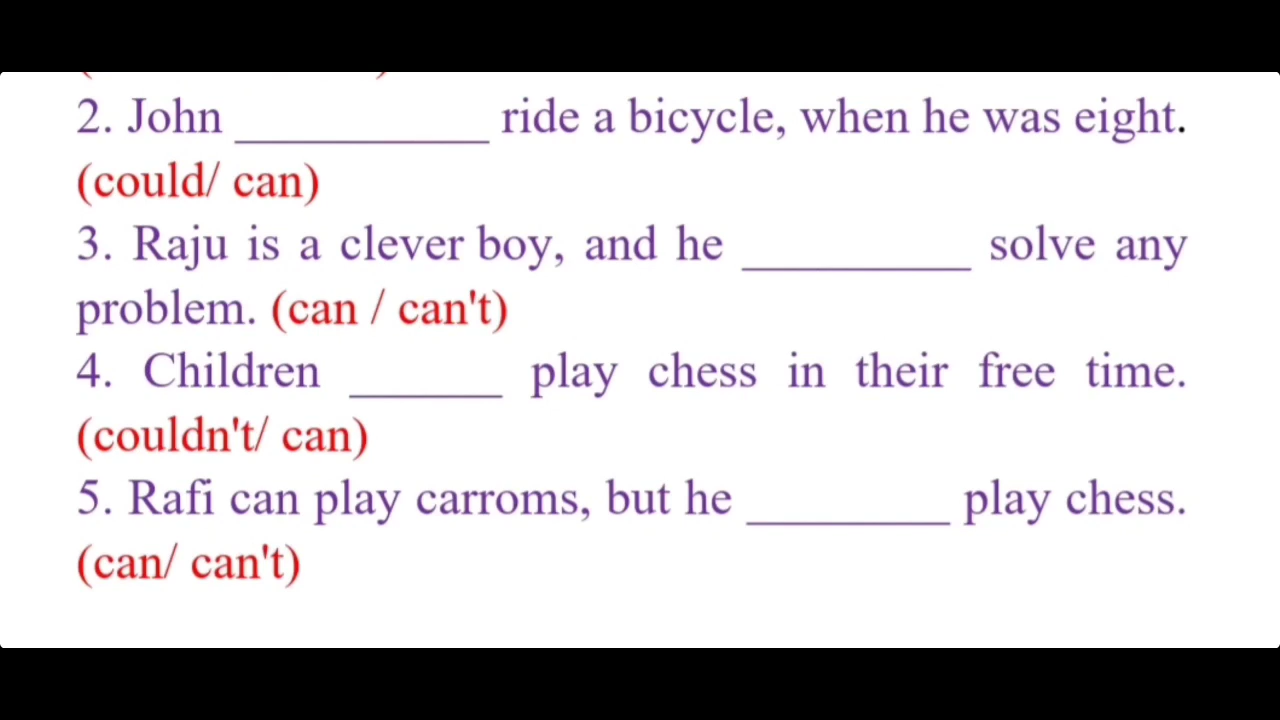 2. John ___________ ride a bicycle, when he was eight.
(could/ can)
3. Raju is a clever boy, and he __________ solve any
problem. (can / can't)
4. Children _______ play chess in their free time.
(couldn't/ can)
5. Rafi can play carroms, but he _________ play chess.
(can/ can't)